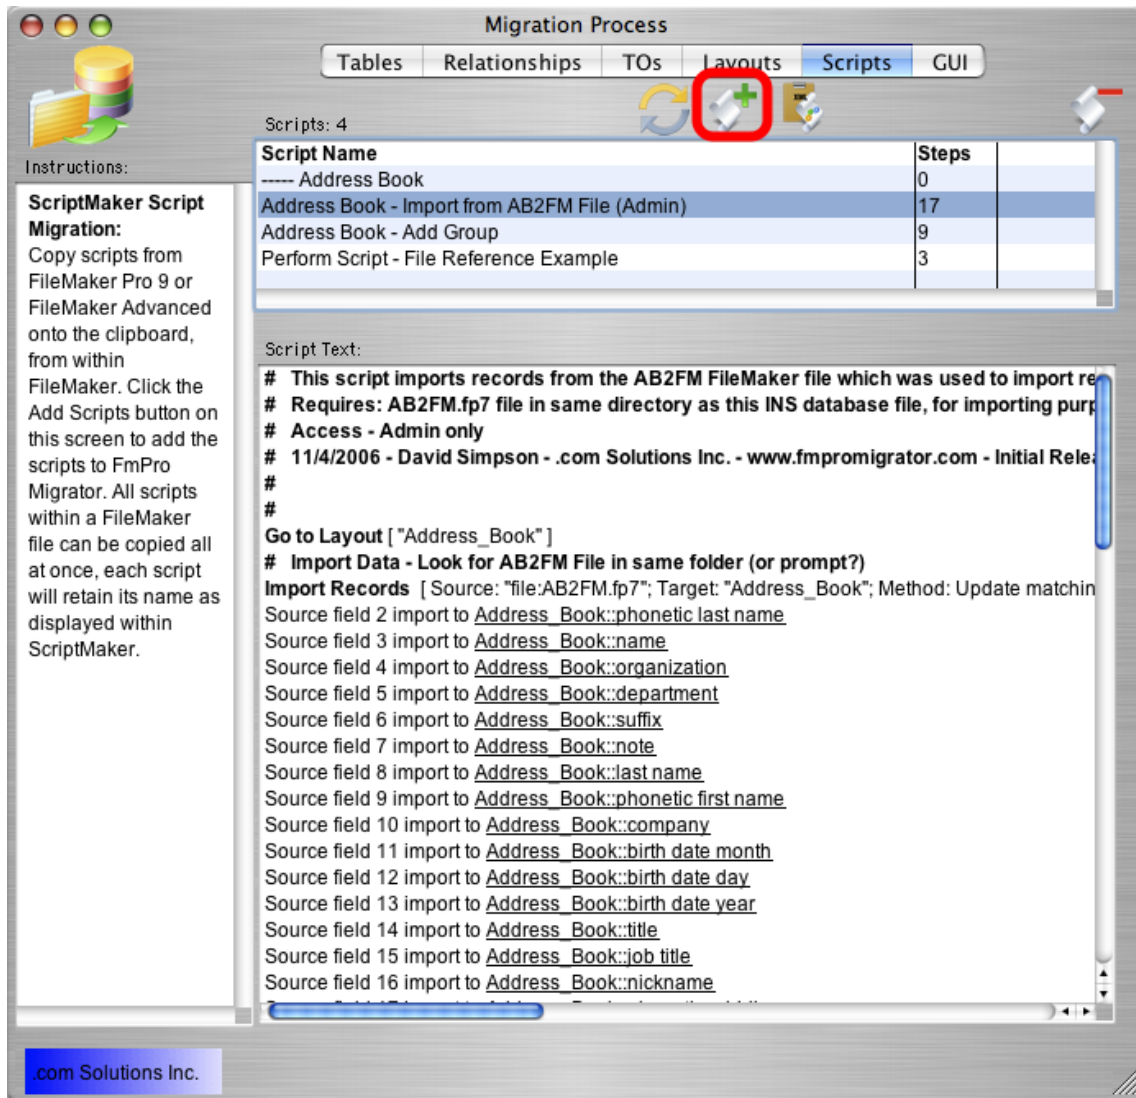 Migration Process
Tables Relationships TOs Layouts Scripts GUI
Scripts: 4
Script Name Steps
----- Address Book 0
Address Book - Import from AB2FM File (Admin) 17
Address Book - Add Group 9
Perform Script - File Reference Example 3
Instructions:
ScriptMaker Script
Migration:
Copy scripts from
FileMaker Pro 9 or
FileMaker Advanced
onto the clipboard,
from within
FileMaker. Click the
Add Scripts button on
this screen to add the
scripts to FmPro
Migrator. All scripts
within a FileMaker
file can be copied all
at once, each script
will retain its name as
displayed within
ScriptMaker.
Script Text:
# This script imports records from the AB2FM FileMaker file which was used to import re
# Requires: AB2FM.fp7 file in same directory as this INS database file, for importing purp
# Access - Admin only
# 11/4/2006 - David Simpson - .com Solutions Inc. - www.fmpromigrator.com - Initial Relea
#
#
Go to Layout [ "Address_Book" ]
# Import Data - Look for AB2FM File in same folder (or prompt?)
Import Records [ Source: "file:AB2FM.fp7"; Target: "Address_Book"; Method: Update matchin
Source field 2 import to Address_Book::phonetic last name
Source field 3 import to Address_Book::name
Source field 4 import to Address_Book::organization
Source field 5 import to Address_Book::department
Source field 6 import to Address_Book::suffix
Source field 7 import to Address_Book::note
Source field 8 import to Address_Book::last name
Source field 9 import to Address_Book::phonetic first name
Source field 10 import to Address_Book::company
Source field 11 import to Address_Book::birth date month
Source field 12 import to Address_Book::birth date day
Source field 13 import to Address_Book::birth date year
Source field 14 import to Address_Book::title
Source field 15 import to Address_Book::job title
Source field 16 import to Address_Book::nickname
.com Solutions Inc.